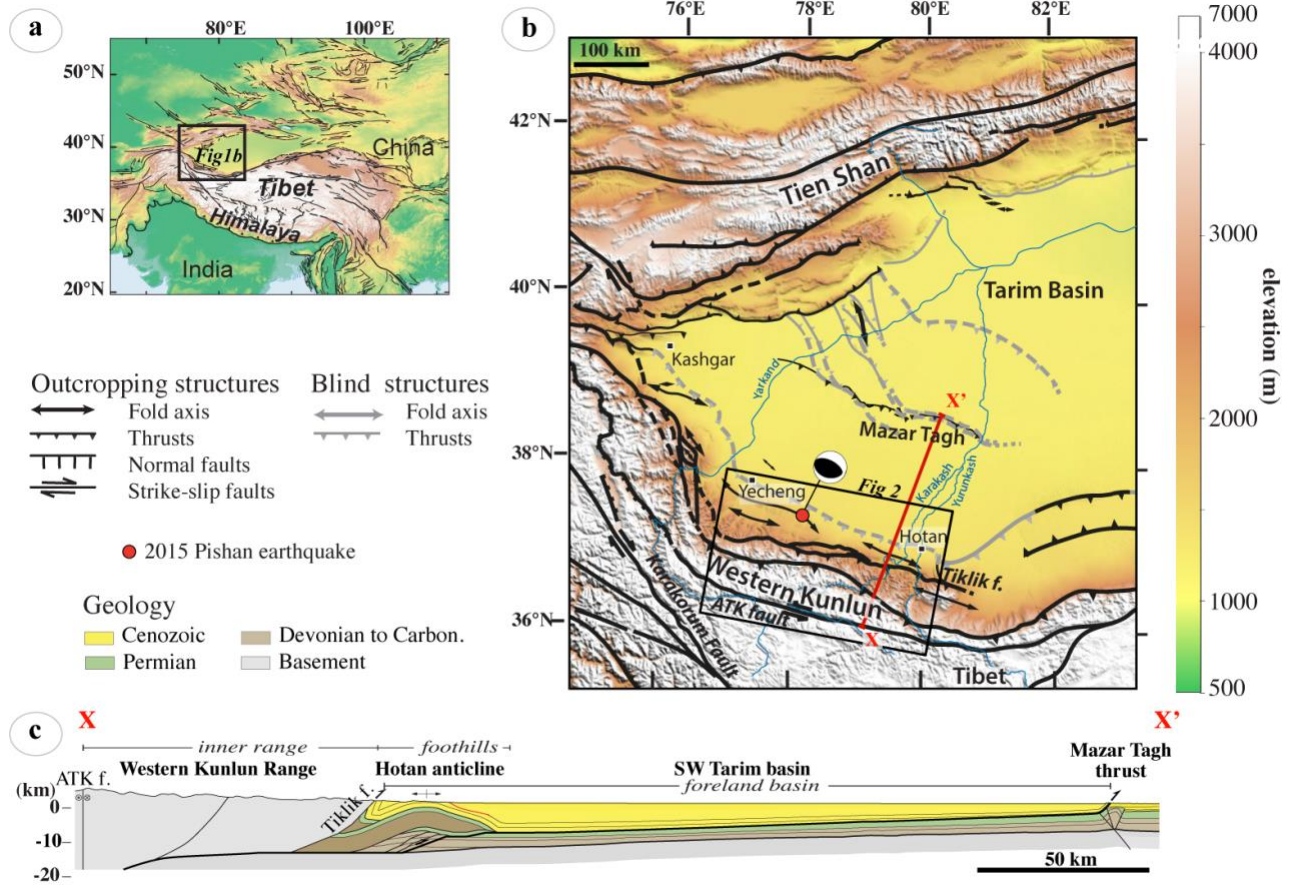 a
80°E 100°E
50°N
40°N
30°N
20°N
Fig1b
China
Tibet
Himalaya
India
b
76°E 78°E 80°E 82°E
100 km
42°N
40°N
38°N
36°N
Tien Shan
Tarim Basin
Kashgar
Yarkand
X'
Mazar Tagh
Karakash
Yurunkash
Yecheng
Fig 2
Hotan
Tiklik f.
Western Kunlun
ATK fault
Karakorum Fault
X
Tibet
7000
4000
3000
2000
1000
500
elevation (m)
Outcropping structures
Fold axis
Thrusts
Normal faults
Strike-slip faults
Blind structures
Fold axis
Thrusts
2015 Pishan earthquake
Geology
Cenozoic
Permian
Devonian to Carbon.
Basement
c
X X'
inner range foothills
Western Kunlun Range Hotan anticline SW Tarim basin Mazar Tagh
thrust
foreland basin
ATK f.
Tiklik f.
(km)
0
-10
-20
50 km